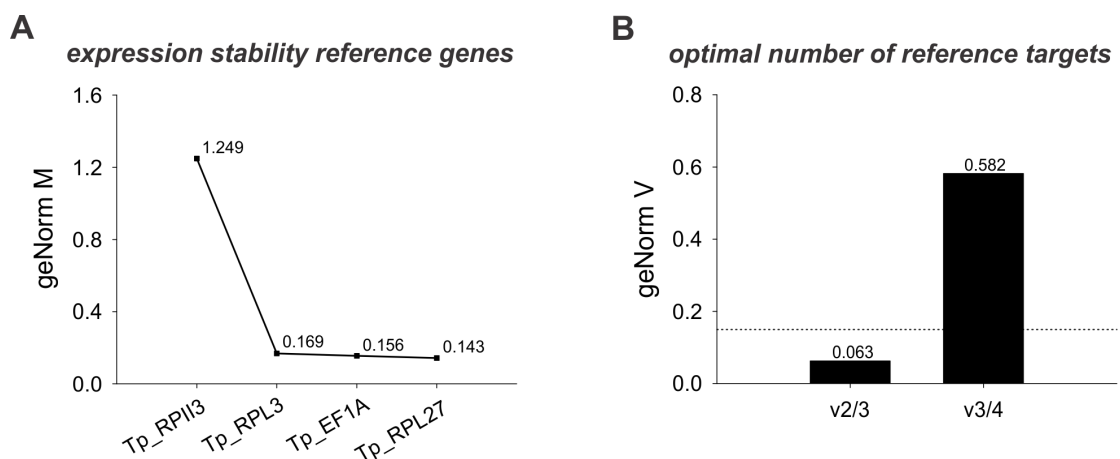 A
expression stability reference genes
geNorm M
1.6
1.2
0.8
0.4
0.0
1.249
0.169
0.156
0.143
Tp_RPII3
Tp_RPL3
Tp_EF1A
Tp_RPL27
B
optimal number of reference targets
geNorm V
0.8
0.6
0.4
0.2
0.0
0.063
0.582
v2/3
v3/4